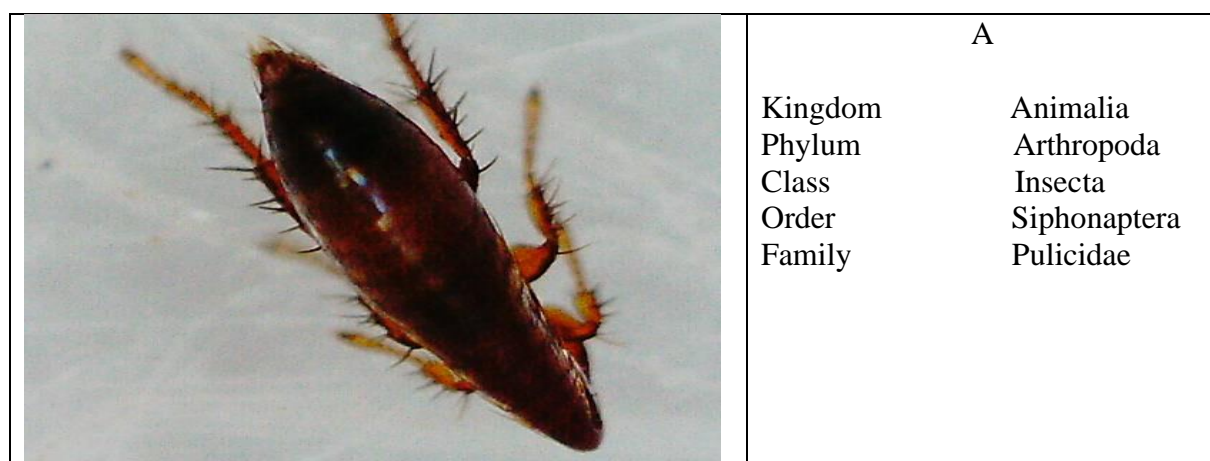 A
Kingdom Animalia
Phylum Arthropoda
Class Insecta
Order Siphonaptera
Family Pulicidae